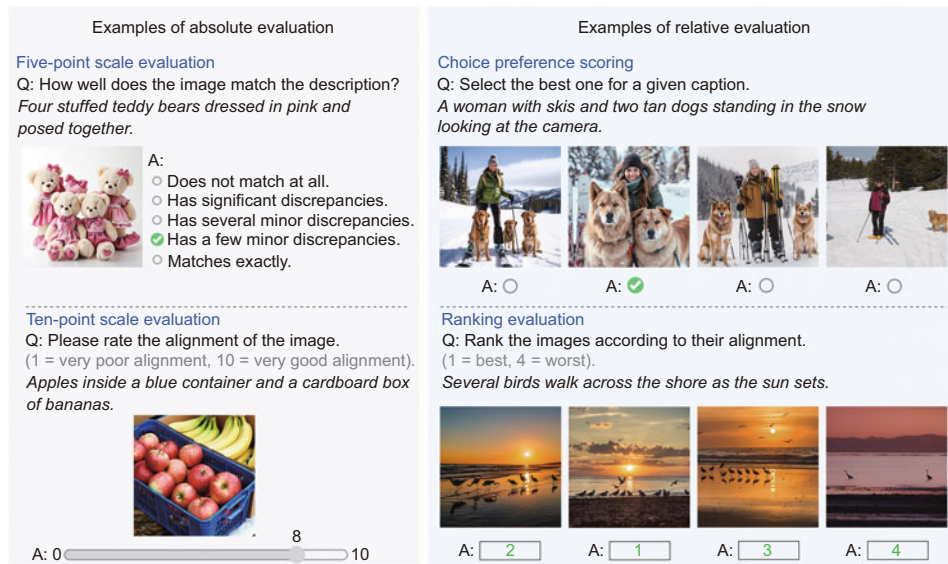 Examples of absolute evaluation
Five-point scale evaluation
Q: How well does the image match the description?
Four stuffed teddy bears dressed in pink and
posed together.
A:
Does not match at all.
Has significant discrepancies.
Has several minor discrepancies.
Has a few minor discrepancies.
Matches exactly.
Ten-point scale evaluation
Q: Please rate the alignment of the image.
(1 = very poor alignment, 10 = very good alignment).
Apples inside a blue container and a cardboard box
of bananas.
8
A: 0 10
Examples of relative evaluation
Choice preference scoring
Q: Select the best one for a given caption.
A woman with skis and two tan dogs standing in the snow
looking at the camera.
A: A: A: A:
Ranking evaluation
Q: Rank the images according to their alignment.
(1 = best, 4 = worst).
Several birds walk across the shore as the sun sets.
A: 2 A: 1 A: 3 A: 4